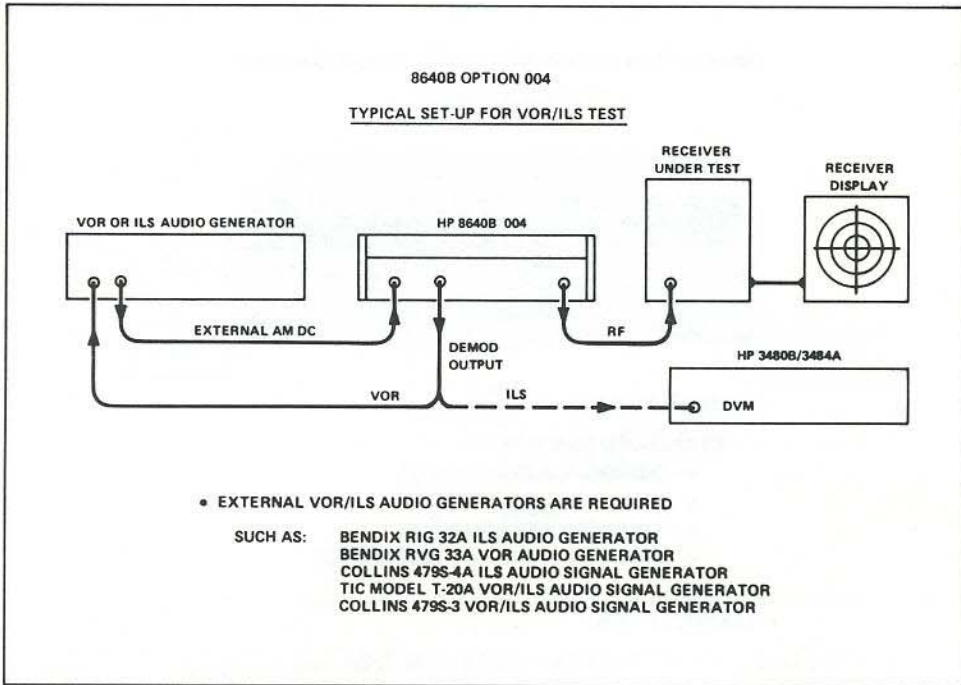 8640B OPTION 004
TYPICAL SET-UP FOR VOR/ILS TEST
RECEIVER
UNDER TEST
RECEIVER
DISPLAY
VOR OR ILS AUDIO GENERATOR
HP 8640B 004
EXTERNAL AM DC
DEMOD
OUTPUT
RF
VOR
ILS
HP 3480B/3484A
DVM
• EXTERNAL VOR/ILS AUDIO GENERATORS ARE REQUIRED
SUCH AS: BENDIX RIG 32A ILS AUDIO GENERATOR
BENDIX RVG 33A VOR AUDIO GENERATOR
COLLINS 479S-4A ILS AUDIO SIGNAL GENERATOR
TIC MODEL T-20A VOR/ILS AUDIO SIGNAL GENERATOR
COLLINS 479S-3 VOR/ILS AUDIO SIGNAL GENERATOR